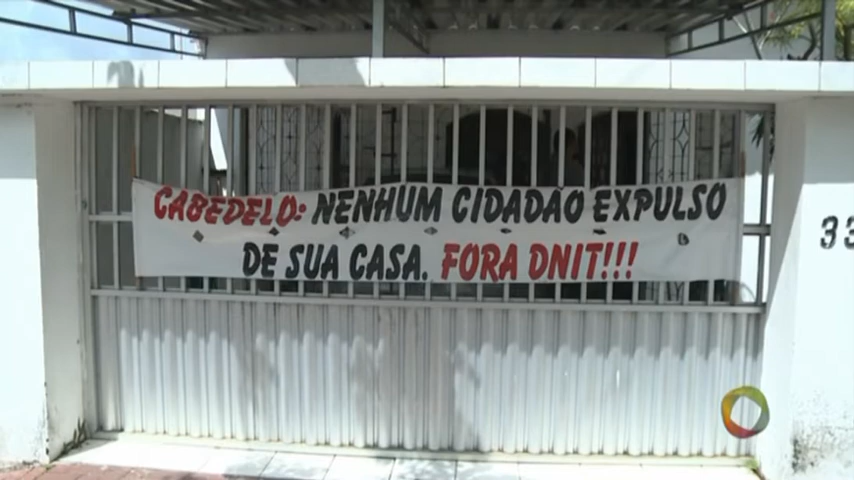 CABEDELO: NENHUM CIDADÃO EXPULSO
DE SUA CASA. FORA DNIT!!!
33